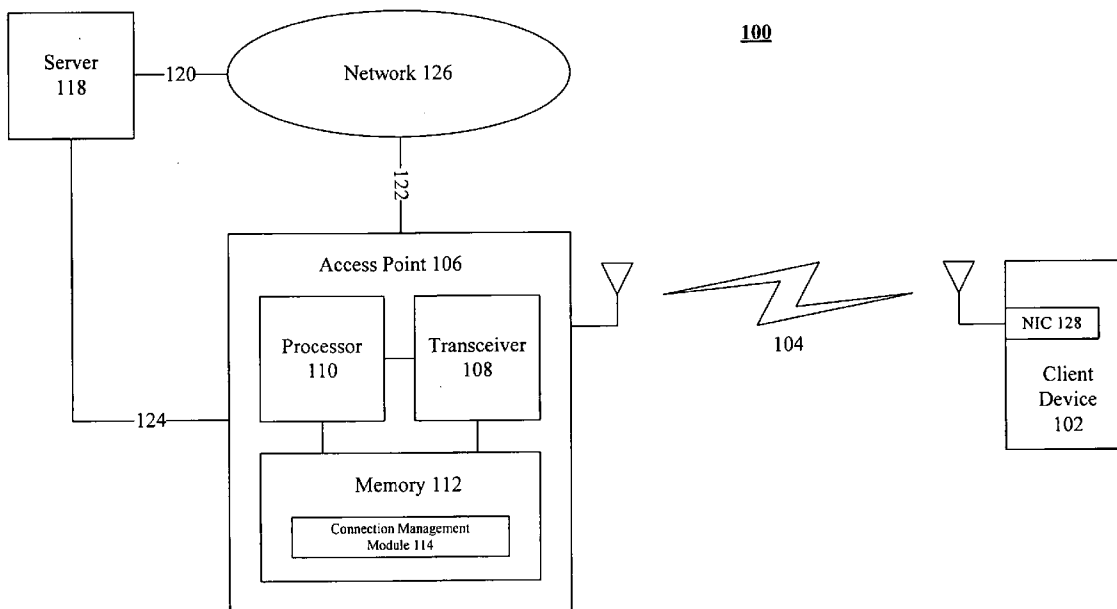 100
Server
118
120
Network 126
122
Access Point 106
Processor
110
Transceiver
108
104
NIC 128
Client
Device
102
124
Memory 112
Connection Management
Module 114